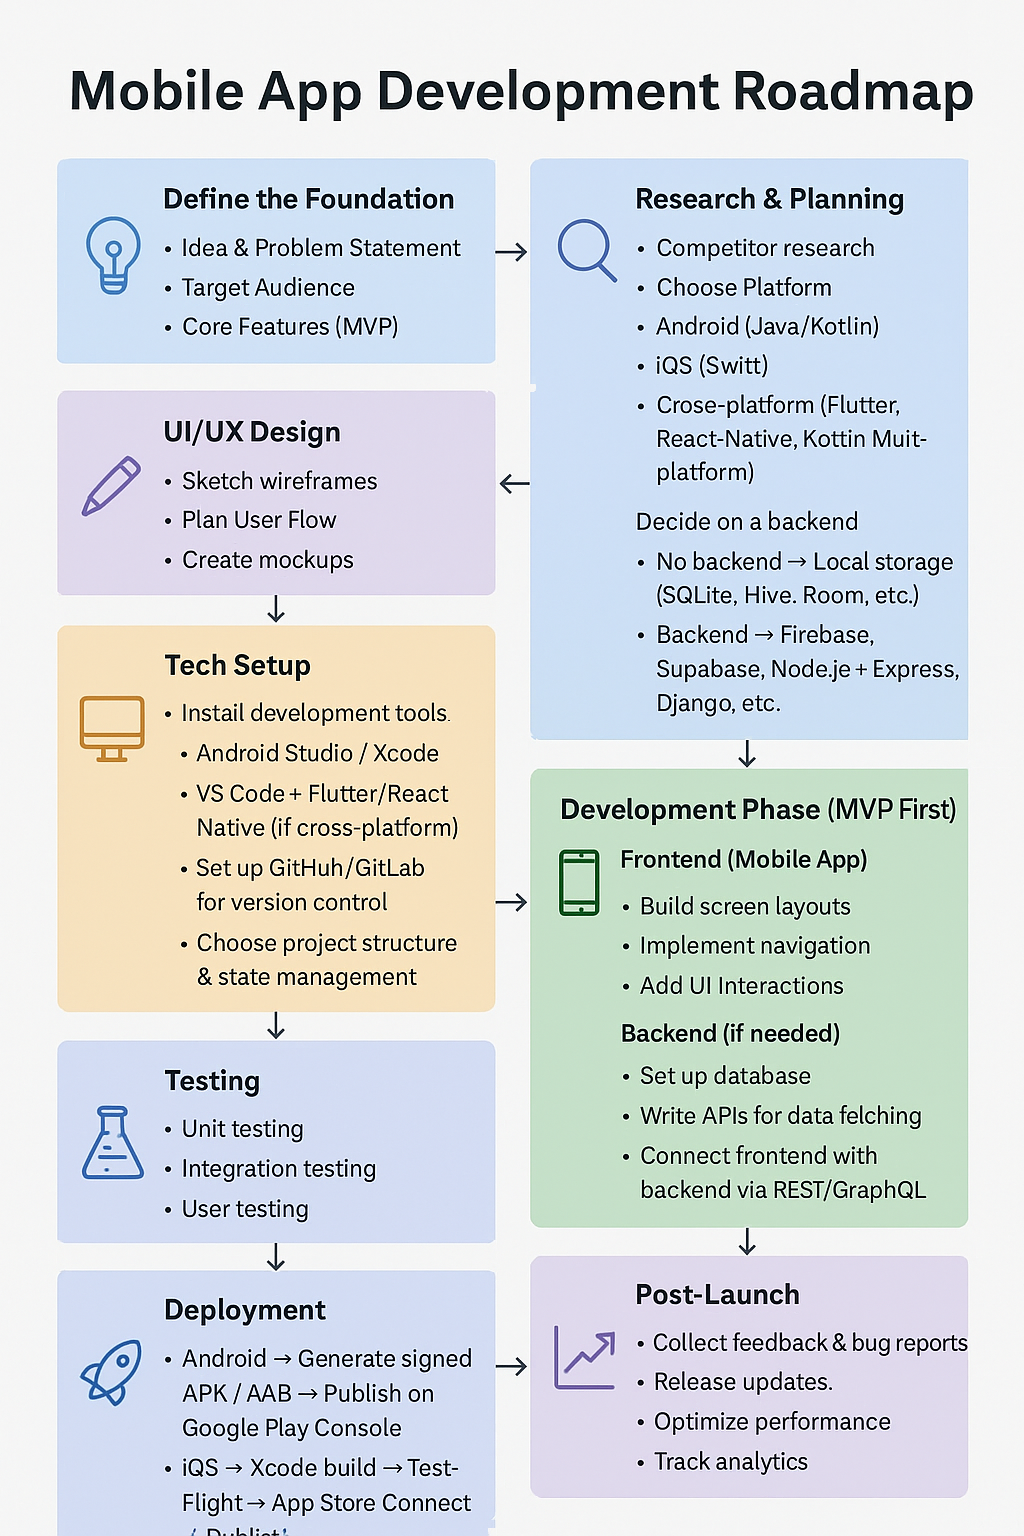 Mobile App Development Roadmap
Define the Foundation
• Idea & Problem Statement
• Target Audience
• Core Features (MVP)
Research & Planning
• Competitor research
• Choose Platform
• Android (Java/Kotlin)
• iQS (Switt)
• Crose-platform (Flutter,
React-Native, Kottin Muit-
platform)
Decide on a backend
• No backend → Local storage
(SQLite, Hive. Room, etc.)
• Backend → Firebase,
Supabase, Node.je + Express,
Django, etc.
UI/UX Design
• Sketch wireframes
• Plan User Flow
• Create mockups
Tech Setup
• Instail development tools.
• Android Studio / Xcode
• VS Code + Flutter/React
Native (if cross-platform)
• Set up GitHuh/GitLab
for version control
• Choose project structure
& state management
Development Phase (MVP First)
Frontend (Mobile App)
• Build screen layouts
• Implement navigation
• Add UI Interactions
Backend (if needed)
• Set up database
• Write APIs for data felching
• Connect frontend with
backend via REST/GraphQL
Testing
• Unit testing
• Integration testing
• User testing
Deployment
• Android → Generate signed
APK / AAB → Publish on
Google Play Console
• iQS → Xcode build → Test-
Flight → App Store Connect
Post-Launch
• Collect feedback & bug reports
• Release updates.
• Optimize performance
• Track analytics